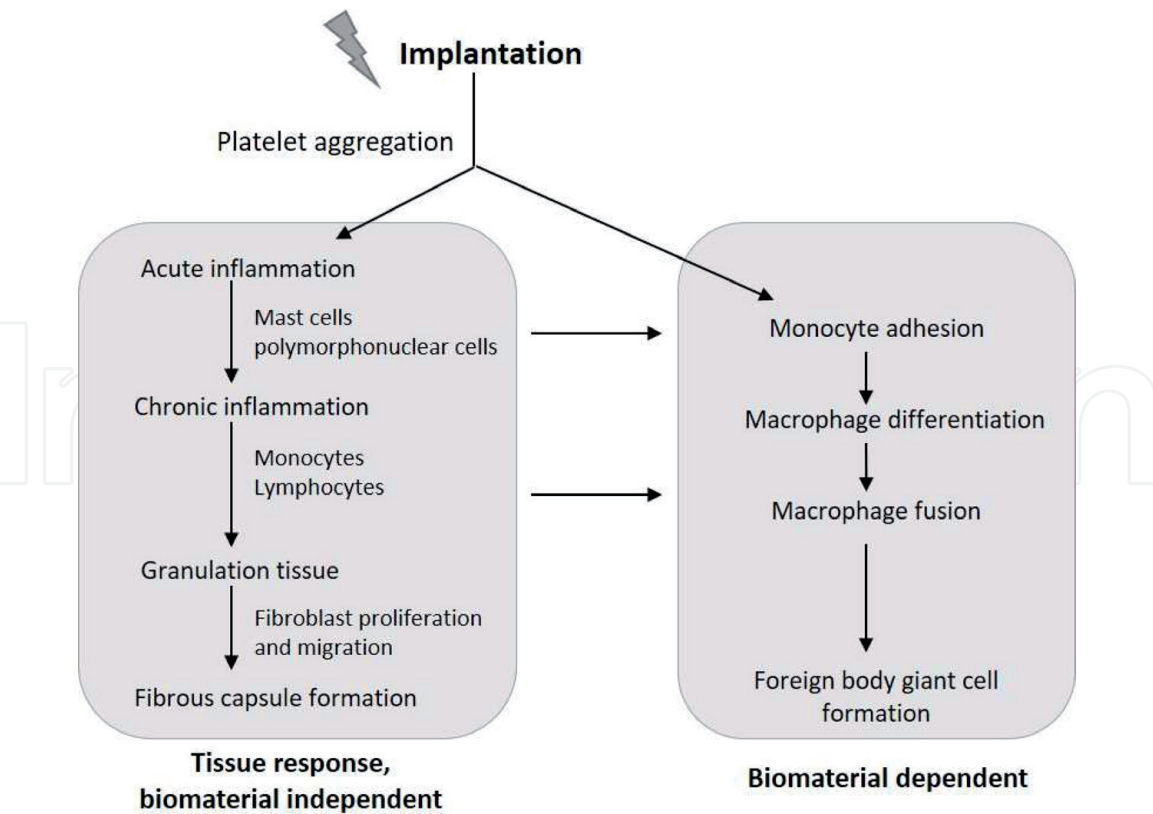 Implantation
Platelet aggregation
Acute inflammation
Mast cells
polymorphonuclear cells
Chronic inflammation
Monocytes
Lymphocytes
Granulation tissue
Fibroblast proliferation
and migration
Fibrous capsule formation
Tissue response,
biomaterial independent
Monocyte adhesion
Macrophage differentiation
Macrophage fusion
Foreign body giant cell
formation
Biomaterial dependent